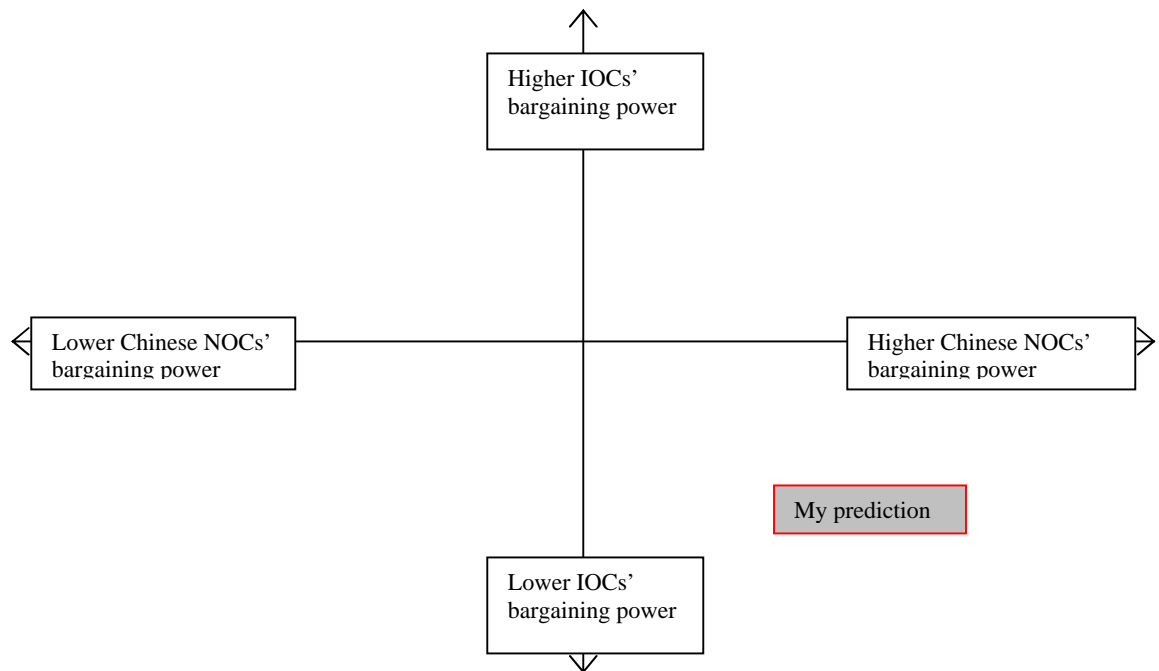 Higher IOCs’
bargaining power
Lower Chinese NOCs’
bargaining power
Higher Chinese NOCs’
bargaining power
My prediction
Lower IOCs’
bargaining power